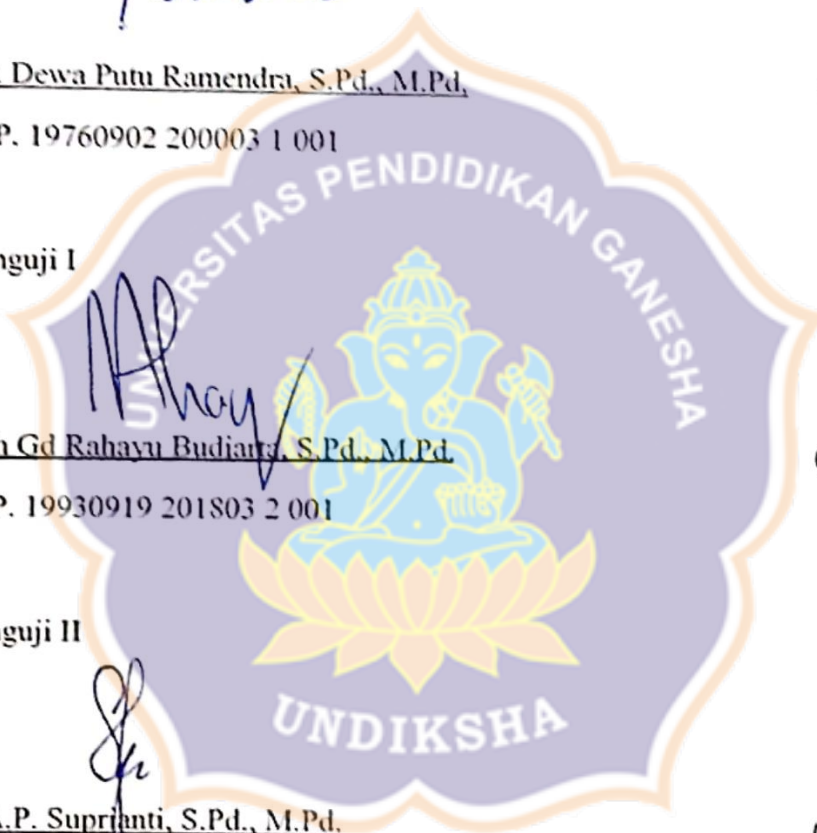 Dewa Putu Ramendra, S.Pd., M.Pd.
P. 19760902 200003 1 001
UNIVERSITAS PENDIDIKAN GANESHA
nguji I
n Gd Rahayu Budiarta, S.Pd., M.Pd.
P. 19930919 201803 2 001
guji II
UNDIKSHA
A.P. Suprianti, S.Pd., M.Pd.